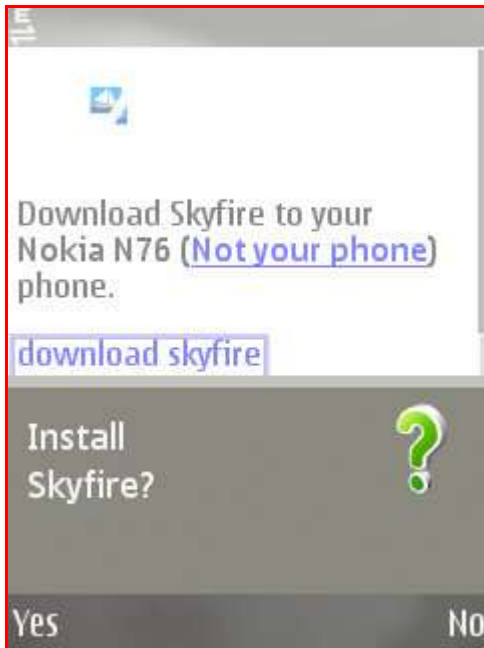 Download Skyfire to your
Nokia N76 (Not your phone)
phone.
download skyfire
Install
Skyfire?
Yes
No